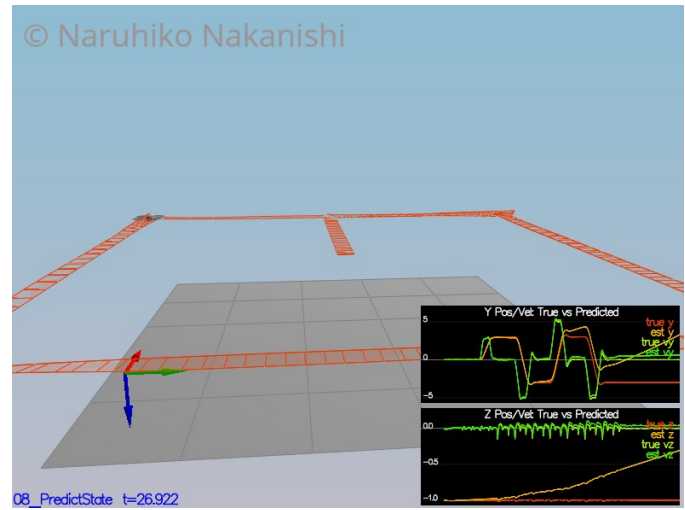 © Naruhiko Nakanishi
Y Pos/Vel: True vs Predicted
5
true y
est y
true vy
est vy
0
-5
Z Pos/Vel: True vs Predicted
0.0
true z
est z
true vz
est vz
-0.5
-1.0
08_PredictState t=26.922